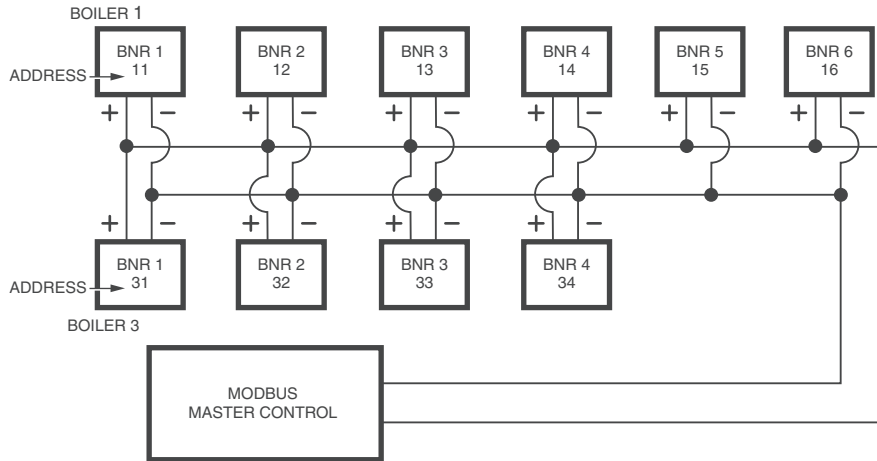 BOILER 1
ADDRESS
BNR 1
11
BNR 2
12
BNR 3
13
BNR 4
14
BNR 5
15
BNR 6
16
+ − + − + − + − + − + −
+ − + − + − + −
ADDRESS
BNR 1
31
BNR 2
32
BNR 3
33
BNR 4
34
BOILER 3
MODBUS
MASTER CONTROL